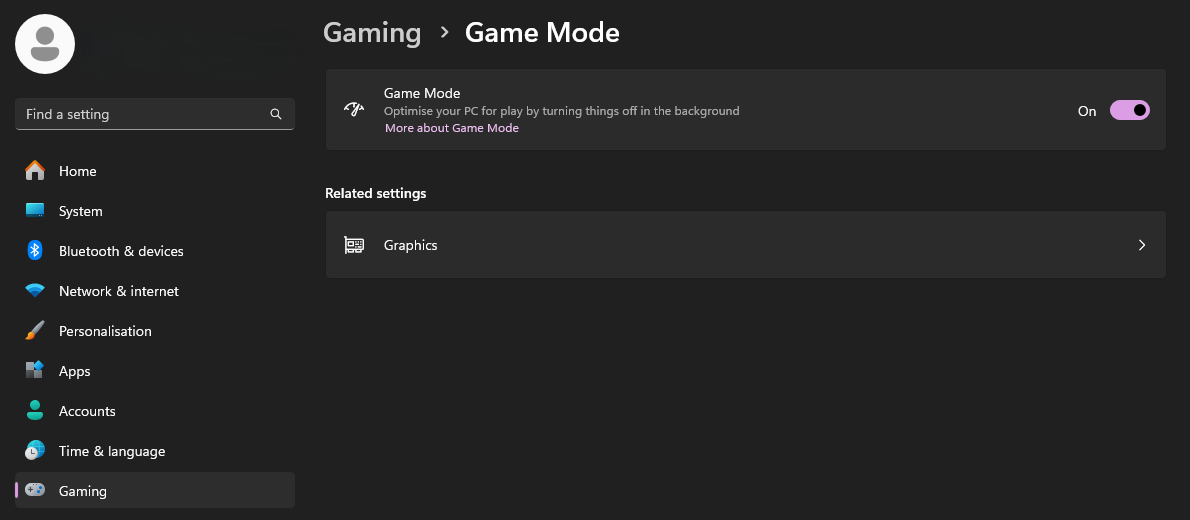 Gaming > Game Mode
Find a setting
Home
System
Bluetooth & devices
Network & internet
Personalisation
Apps
Accounts
Time & language
Gaming
Game Mode
Optimise your PC for play by turning things off in the background
More about Game Mode
On
Related settings
Graphics